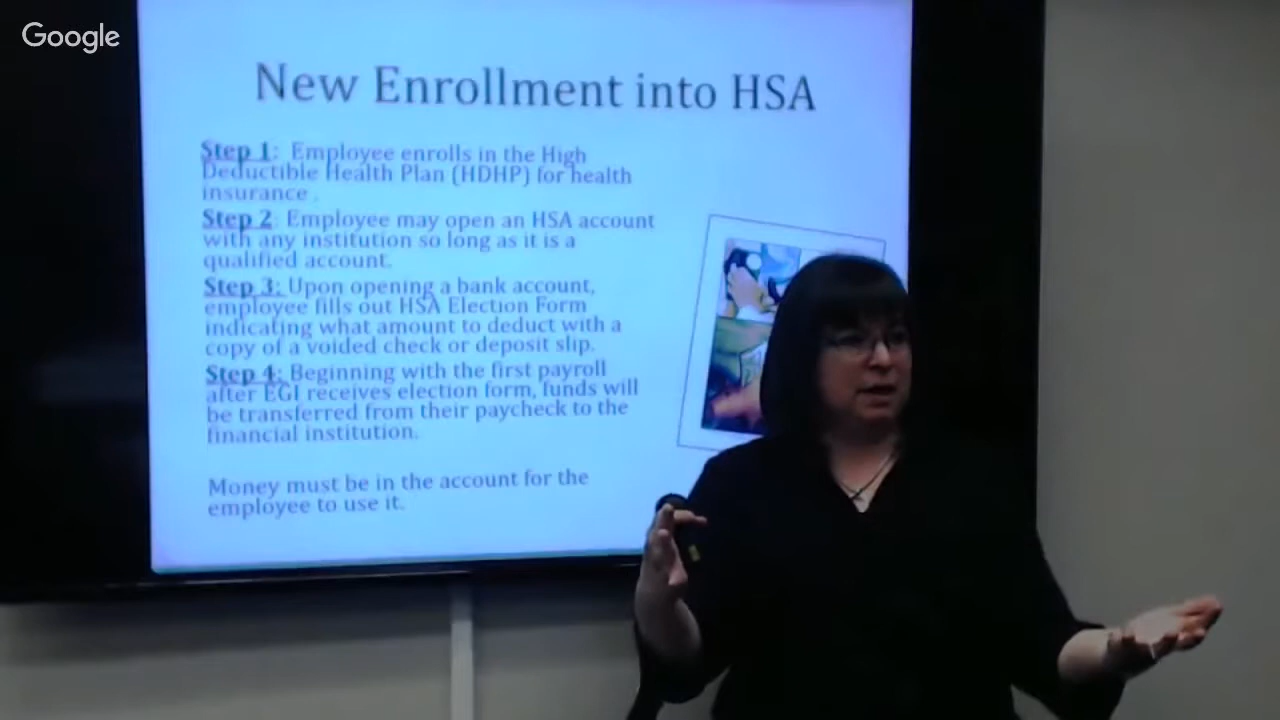 Google
New Enrollment into HSA
Step 1: Employee enrolls in the High
Deductible Health Plan (HDHP) for health
insurance .
Step 2: Employee may open an HSA account
with any institution so long as it is a
qualified account.
Step 3: Upon opening a bank account,
employee fills out HSA Election Form
indicating what amount to deduct with a
copy of a voided check or deposit slip.
Step 4: Beginning with the first payroll
after EGI receives election form, funds will
be transferred from their paycheck to the
financial institution.
Money must be in the account for the
employee to use it.